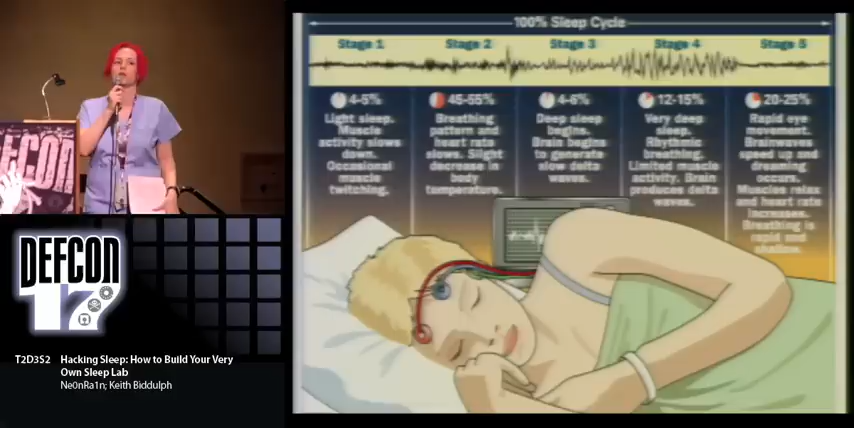 100% Sleep Cycle
Stage 1
Stage 2
Stage 3
Stage 4
Stage 5
4-5%
Light sleep.
Muscle
activity slows
down.
Occasional
muscle
twitching.
45-55%
Breathing
pattern and
heart rate
slows. Slight
decrease in
body
temperature.
4-6%
Deep sleep
begins.
Brain begins
to generate
slow delta
waves.
12-15%
Very deep
sleep.
Rhythmic
breathing.
Limited muscle
activity. Brain
produces delta
waves.
20-25%
Rapid eye
movement.
Brainwaves
speed up and
dreaming
occurs.
Muscles relax
and heart rate
increases.
Breathing is
rapid and
shallow.
DEFCON
DEFCON
17
T2D352 Hacking Sleep: How to Build Your Very
Own Sleep Lab
Ne0nRa1n; Keith Biddulph